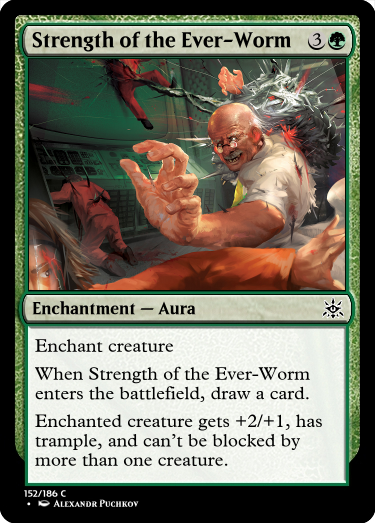 Strength of the Ever-Worm 3
Enchantment — Aura
Enchant creature
When Strength of the Ever-Worm
enters the battlefield, draw a card.
Enchanted creature gets +2/+1, has
trample, and can't be blocked by
more than one creature.
152/186 C
• Alexandr Puchkov